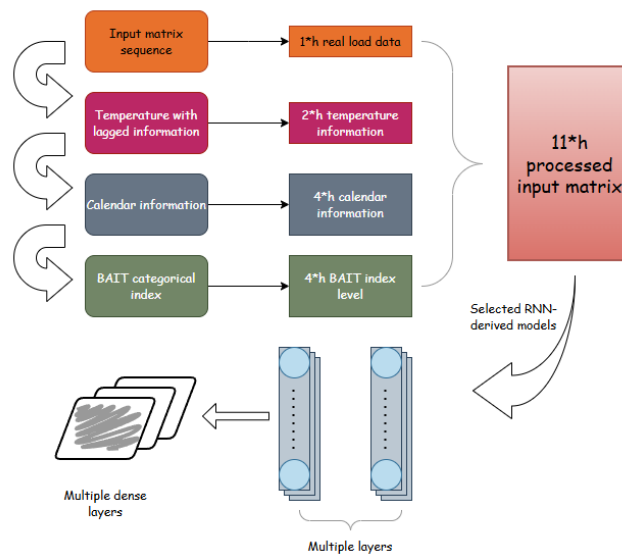 Input matrix
sequence
1*h real load data
Temperature with
lagged information
2*h temperature
information
Calendar information
4*h calendar
information
BAIT categorical
index
4*h BAIT index
level
11*h
processed
input matrix
Selected RNN-
derived models
Multiple dense
layers
Multiple layers